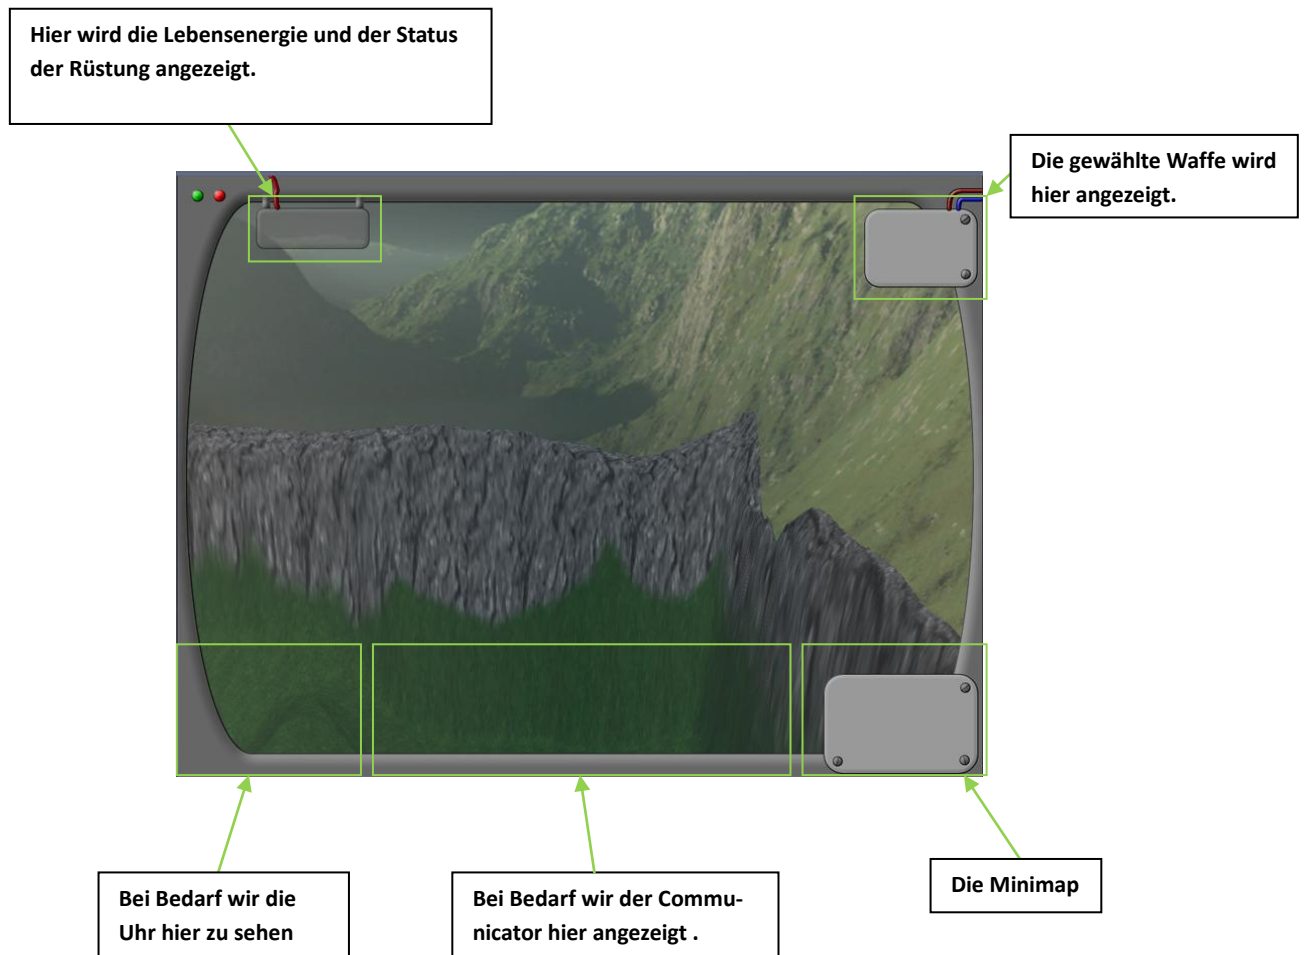 Hier wird die Lebensenergie und der Status
der Rüstung angezeigt.
Die gewählte Waffe wird
hier angezeigt.
Bei Bedarf wir die
Uhr hier zu sehen
Bei Bedarf wir der Commu-
nicator hier angezeigt .
Die Minimap